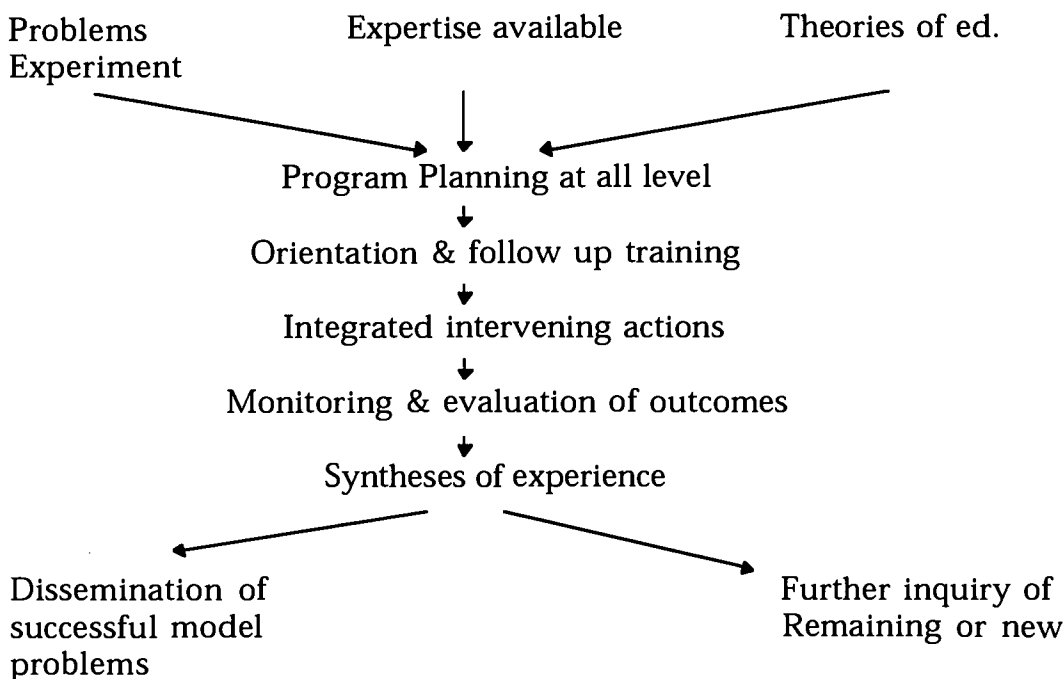 Problems
Experiment
Expertise available
Theories of ed.
Program Planning at all level
Orientation & follow up training
Integrated intervening actions
Monitoring & evaluation of outcomes
Syntheses of experience
Dissemination of
successful model
problems
Further inquiry of
Remaining or new